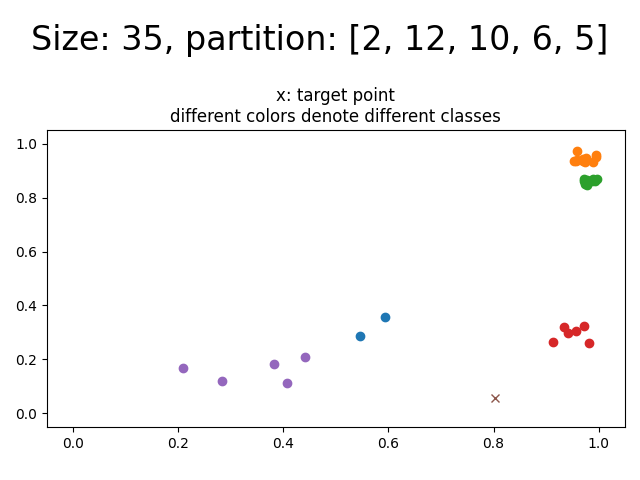 Size: 35, partition: [2, 12, 10, 6, 5]
x: target point
different colors denote different classes
1.0
0.8
0.6
0.4
0.2
0.0
0.0 0.2 0.4 0.6 0.8 1.0